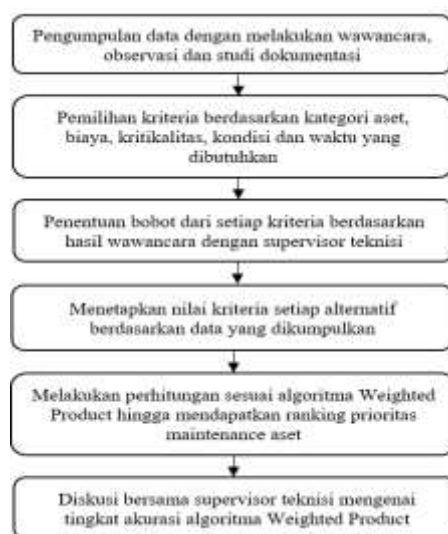 Pengumpulan data dengan melakukan wawancara,
observasi dan studi dokumentasi
Pemilihan kriteria berdasarkan kategori aset,
biaya, kritikalitas, kondisi dan waktu yang
dibutuhkan
Penentuan bobot dari setiap kriteria berdasarkan
hasil wawancara dengan supervisor teknisi
Menetapkan nilai kriteria setiap alternatif
berdasarkan data yang dikumpulkan
Melakukan perhitungan sesuai algoritma Weighted
Product hingga mendapatkan ranking prioritas
maintenance aset
Diskusi bersama supervisor teknisi mengenai
tingkat akurasi algoritma Weighted Product